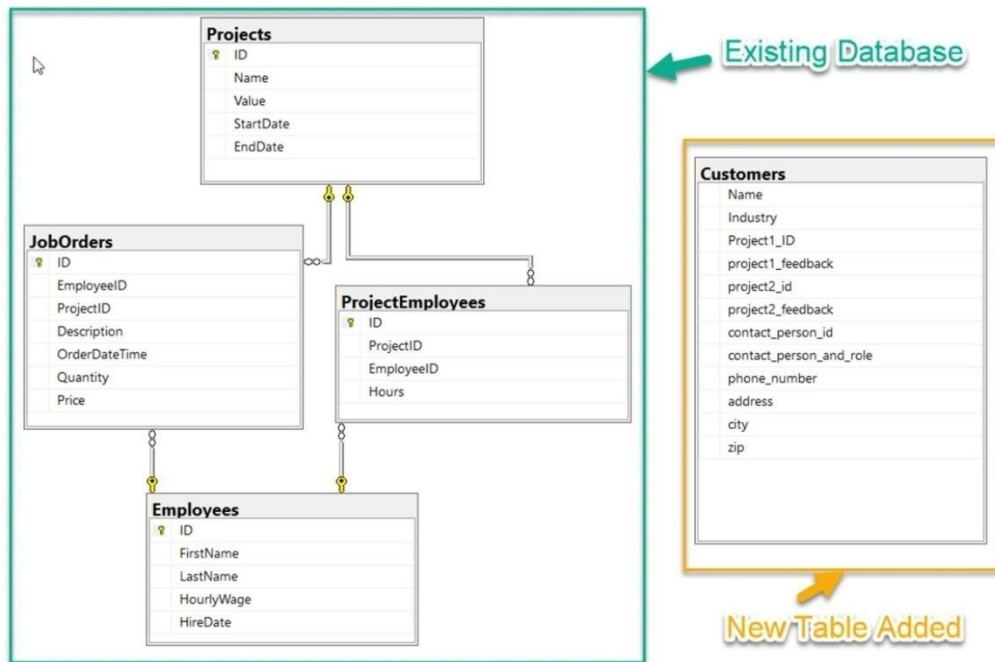 Projects
ID
Name
Value
StartDate
EndDate
Existing Database
JobOrders
ID
EmployeeID
ProjectID
Description
OrderDateTime
Quantity
Price
ProjectEmployees
ID
ProjectID
EmployeeID
Hours
Employees
ID
FirstName
LastName
HourlyWage
HireDate
Customers
Name
Industry
Project1_ID
project1_feedback
project2_id
project2_feedback
contact_person_id
contact_person_and_role
phone_number
address
city
zip
New Table Added